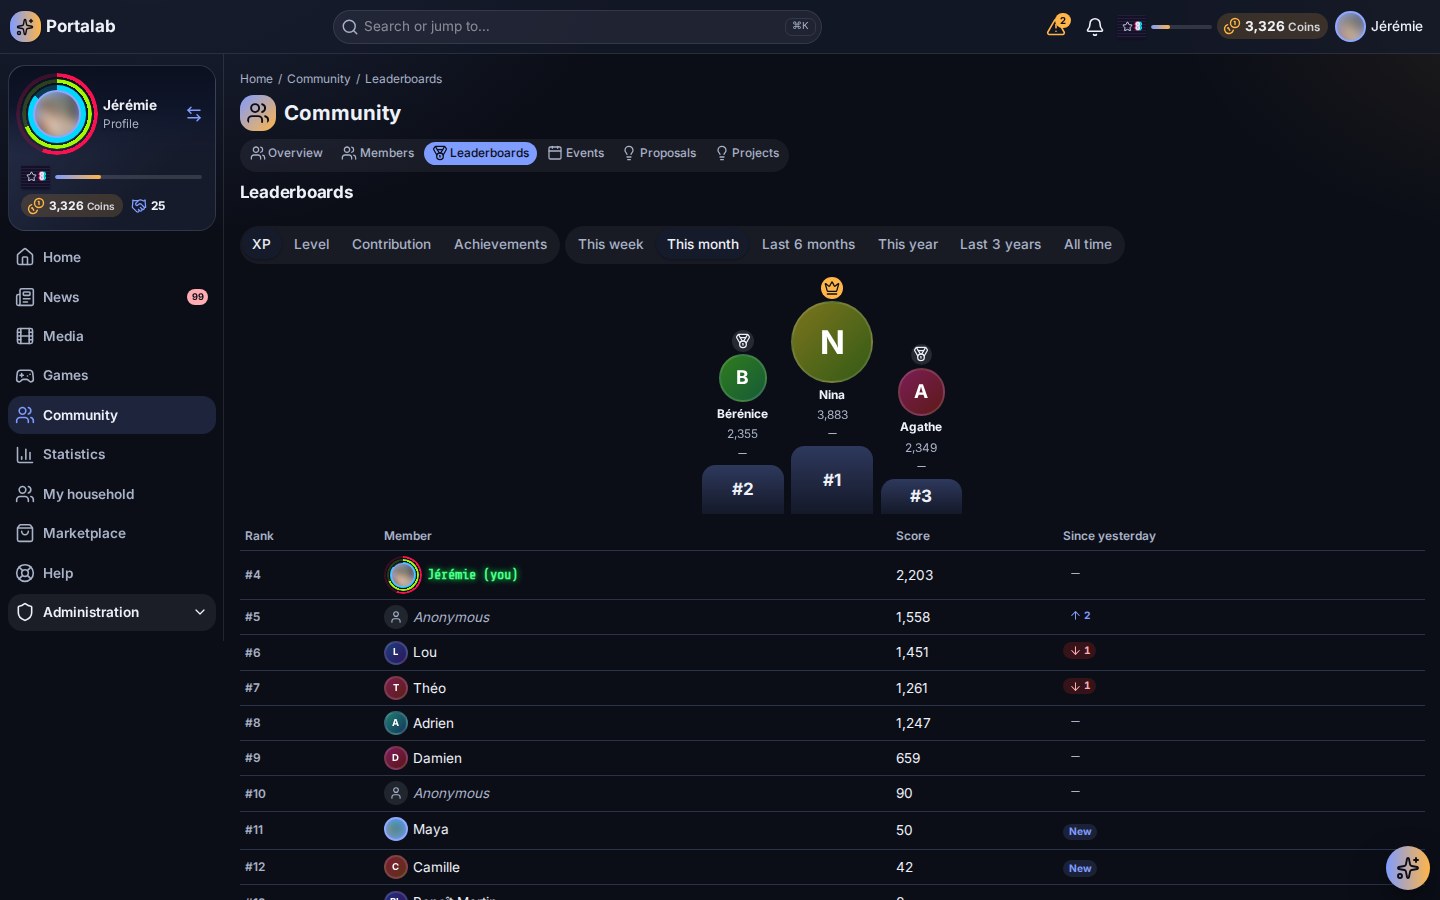 Portalab
Search or jump to...
⌘K
2
3,326 Coins
Jérémie
Jérémie
Profile
3,326 Coins
25
Home
News
99
Media
Games
Community
Statistics
My household
Marketplace
Help
Administration
Home / Community / Leaderboards
Community
Overview
Members
Leaderboards
Events
Proposals
Projects
Leaderboards
XP
Level
Contribution
Achievements
This week
This month
Last 6 months
This year
Last 3 years
All time
N
Nina
3,883
—
#1
B
Bérénice
2,355
—
#2
A
Agathe
2,349
—
#3
Rank Member Score Since yesterday
#4 Jérémie (you) 2,203 —
#5 Anonymous 1,558 ↑ 2
#6 L Lou 1,451 ↓ 1
#7 T Théo 1,261 ↓ 1
#8 A Adrien 1,247 —
#9 D Damien 659 —
#10 Anonymous 90 —
#11 Maya 50 New
#12 C Camille 42 New